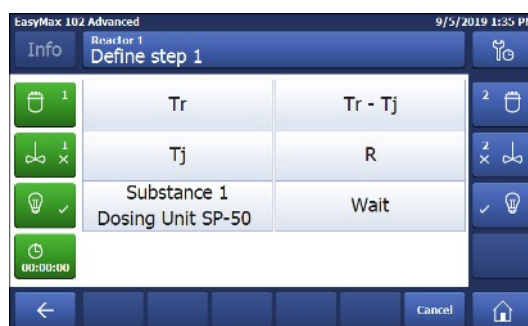 EasyMax 102 Advanced 9/5/2019 1:35 PM
Info
Reactor 1
Define step 1
1
2
Tr
Tr - Tj
1
2
Tj
R
Substance 1
Dosing Unit SP-50
Wait
00:00:00
Cancel